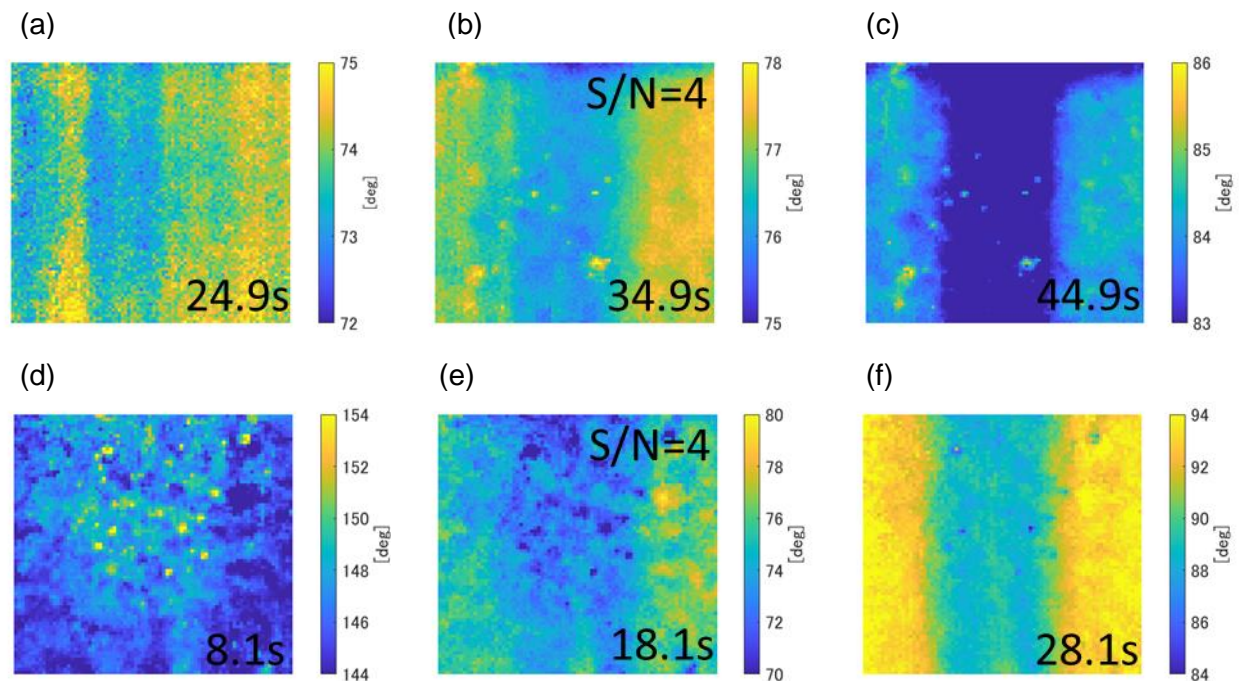 (a)
(b)
(c)
75
74
73
72
[deg]
24.9s
S/N=4
78
77
76
75
[deg]
34.9s
86
85
84
83
[deg]
44.9s
(d)
(e)
(f)
154
152
150
148
146
144
[deg]
8.1s
S/N=4
80
78
76
74
72
70
[deg]
18.1s
94
92
90
88
86
84
[deg]
28.1s